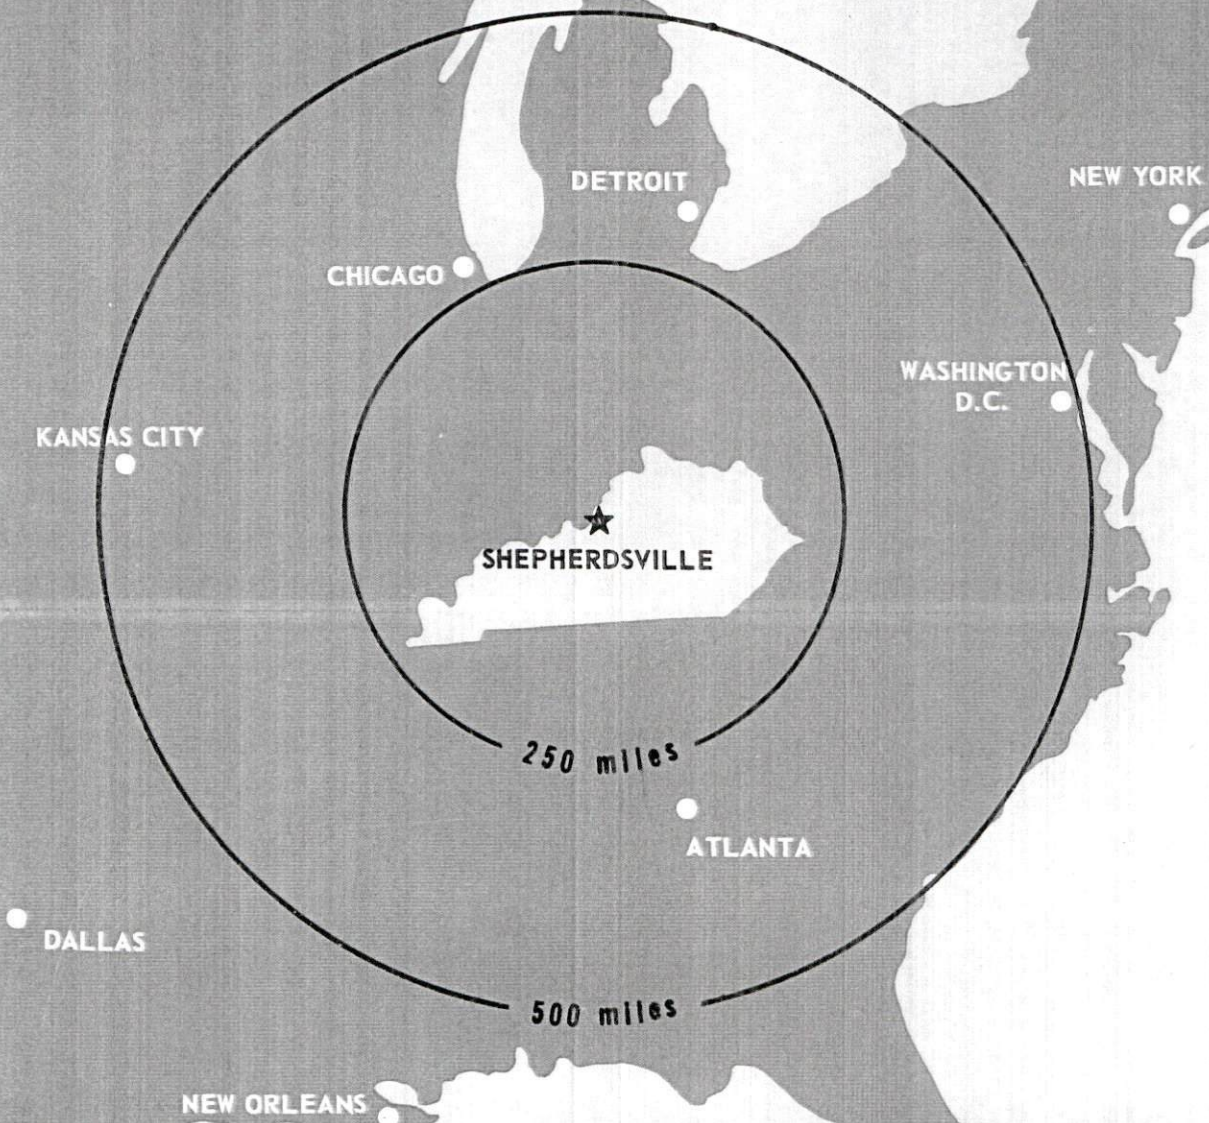 DETROIT
NEW YORK
CHICAGO
WASHINGTON
D.C.
KANSAS CITY
SHEPHERDSVILLE
250 miles
ATLANTA
DALLAS
500 miles
NEW ORLEANS